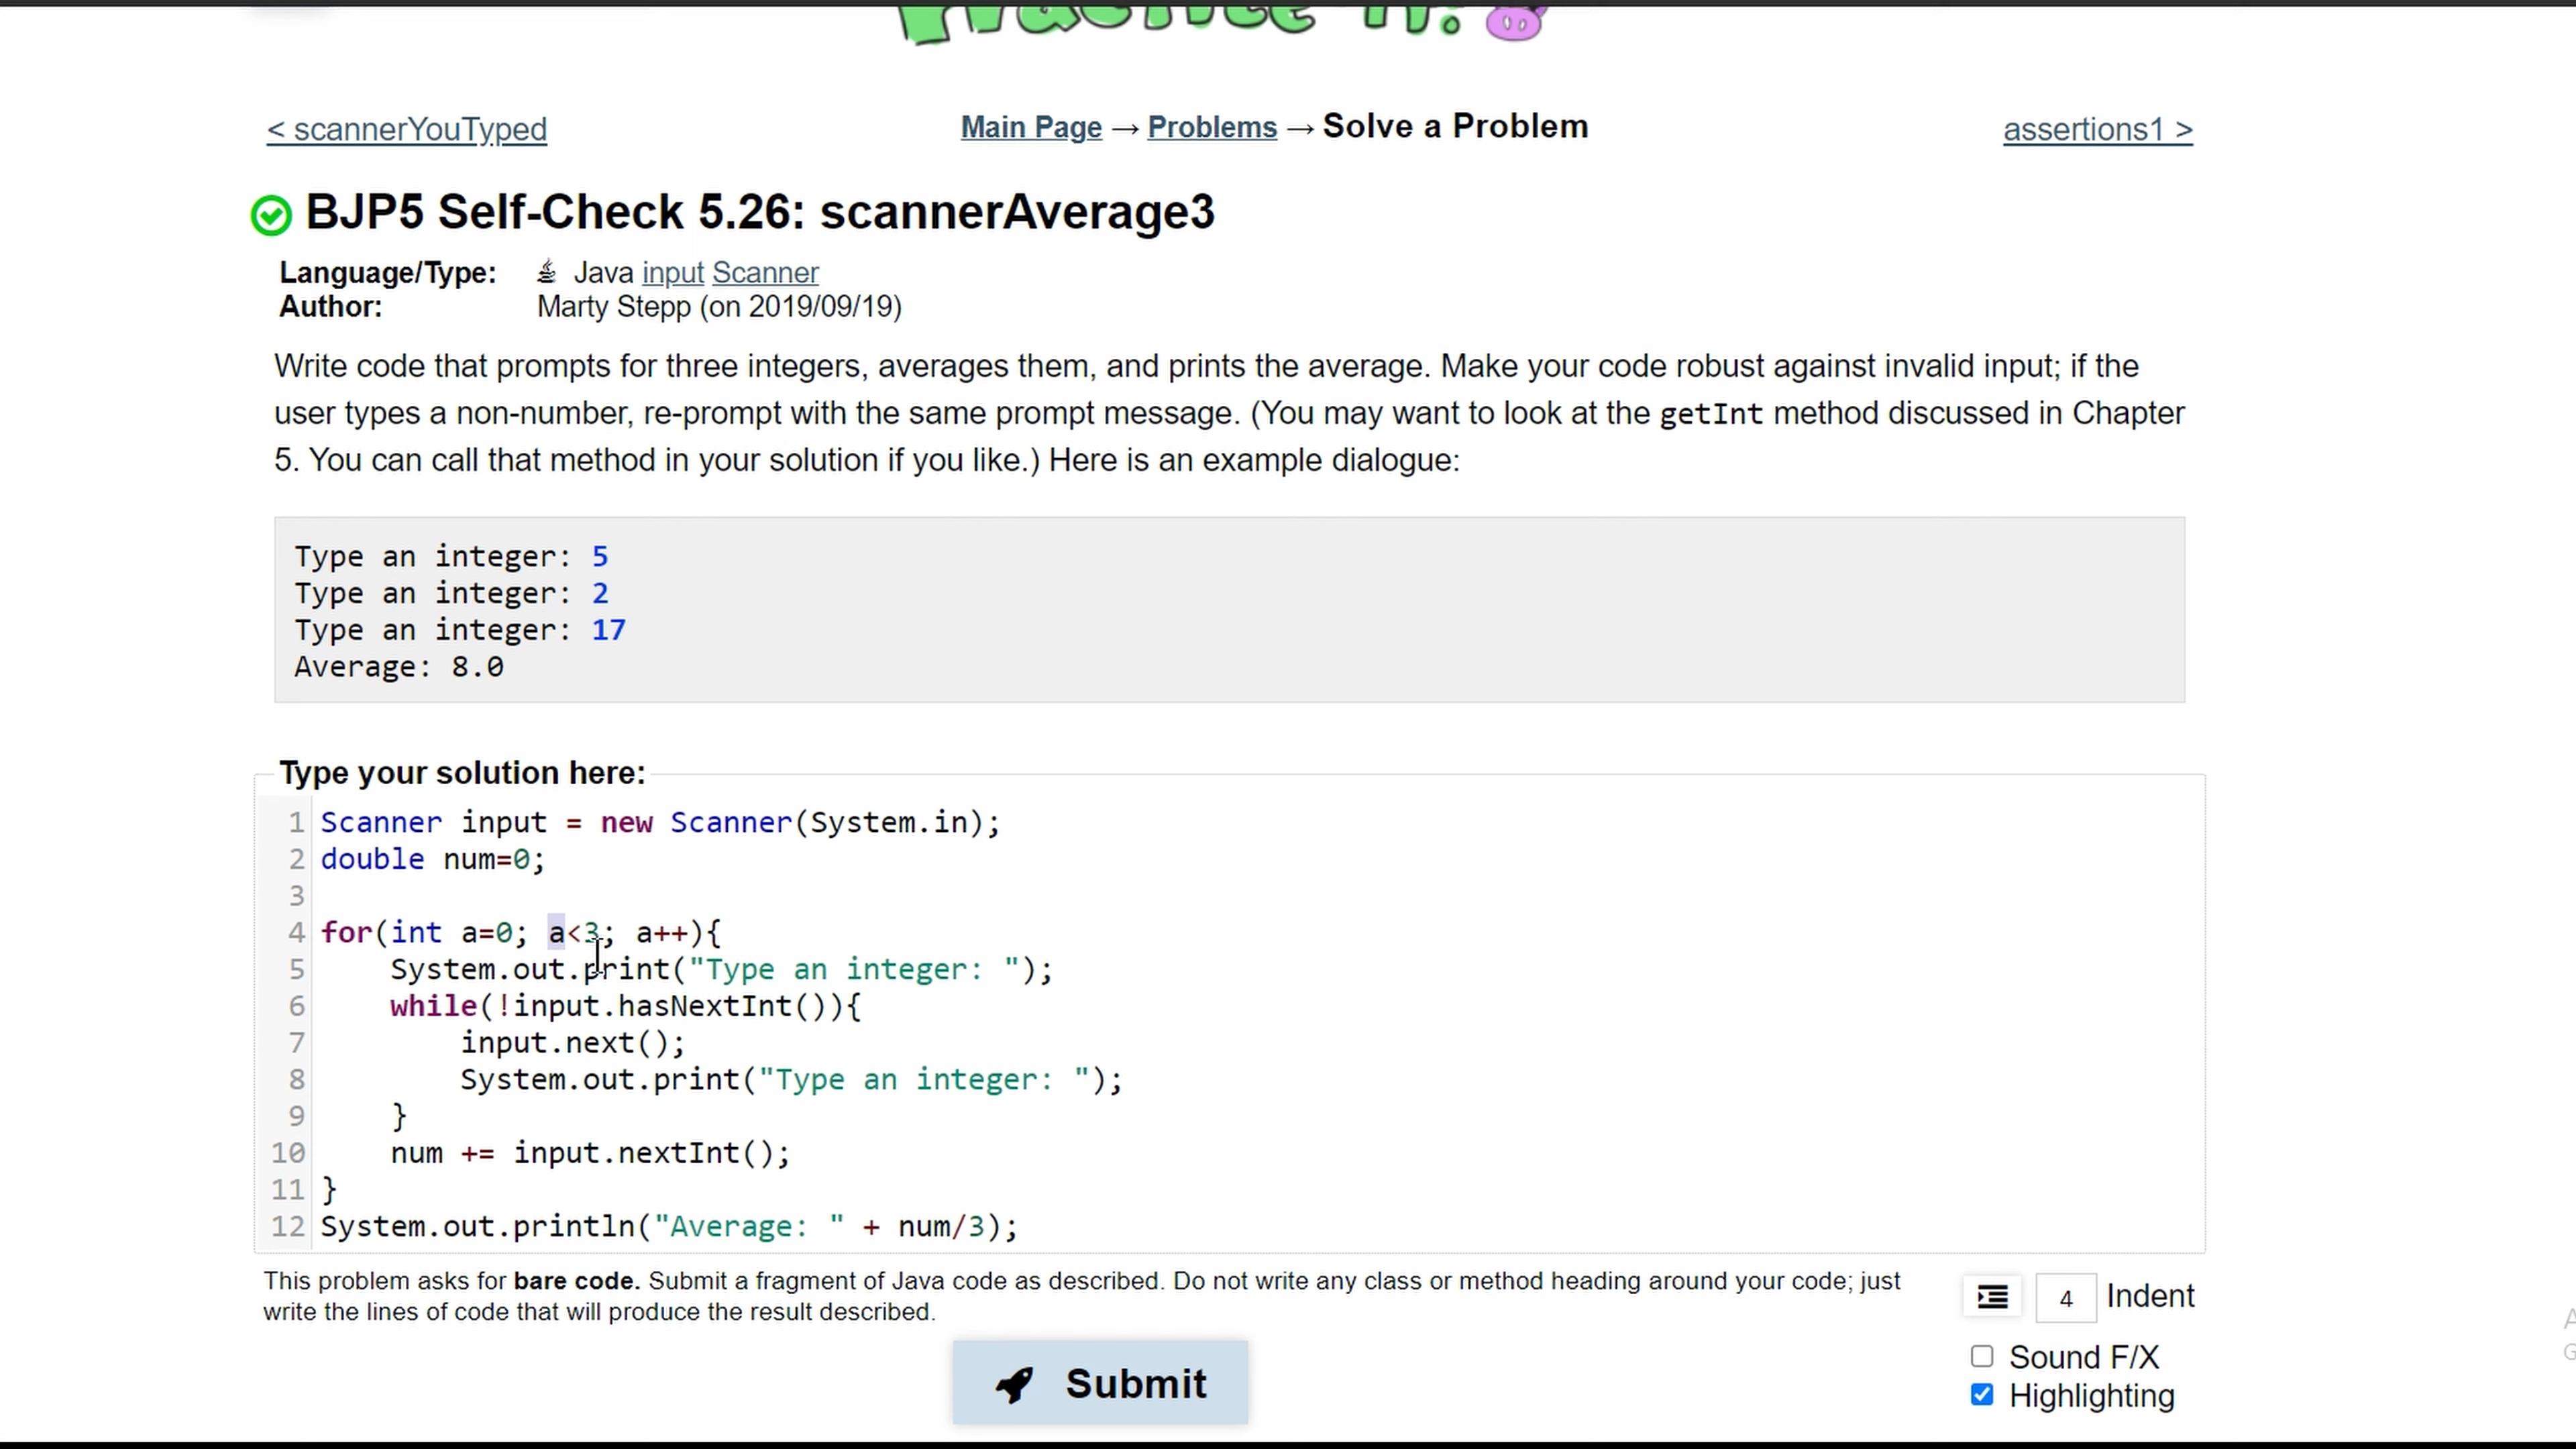 Practice-It!
< scannerYouTyped
Main Page → Problems → Solve a Problem
assertions1 >
BJP5 Self-Check 5.26: scannerAverage3
Language/Type: Java input Scanner
Author: Marty Stepp (on 2019/09/19)
Write code that prompts for three integers, averages them, and prints the average. Make your code robust against invalid input; if the
user types a non-number, re-prompt with the same prompt message. (You may want to look at the getInt method discussed in Chapter
5. You can call that method in your solution if you like.) Here is an example dialogue:
Type an integer: 5
Type an integer: 2
Type an integer: 17
Average: 8.0
Type your solution here:
1 Scanner input = new Scanner(System.in);
2 double num=0;
3
4 for(int a=0; a<3; a++){
5     System.out.print("Type an integer: ");
6     while(!input.hasNextInt()){
7         input.next();
8         System.out.print("Type an integer: ");
9     }
10     num += input.nextInt();
11 }
12 System.out.println("Average: " + num/3);
This problem asks for bare code. Submit a fragment of Java code as described. Do not write any class or method heading around your code; just
write the lines of code that will produce the result described.
4 Indent
Sound F/X
Highlighting
Submit